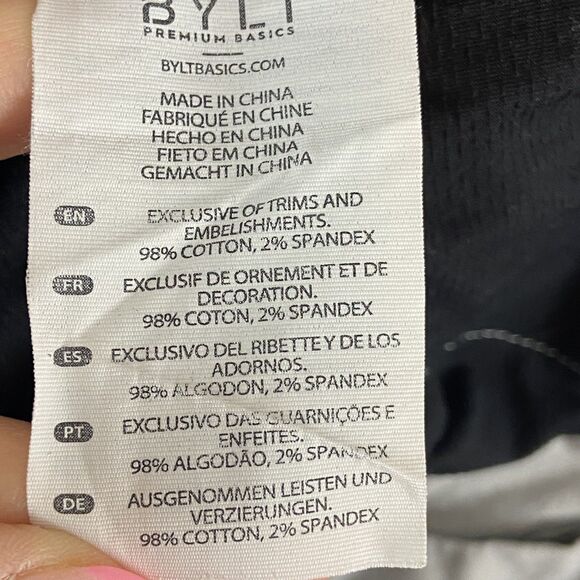 BYLT
PREMIUM BASICS
BYLTBASICS.COM
MADE IN CHINA
FABRIQUÉ EN CHINE
HECHO EN CHINA
FIETO EM CHINA
GEMACHT IN CHINA
EN
EXCLUSIVE OF TRIMS AND
EMBELISHMENTS.
98% COTTON, 2% SPANDEX
FR
EXCLUSIF DE ORNEMENT ET DE
DECORATION.
98% COTON, 2% SPANDEX
ES
EXCLUSIVO DEL RIBETTE Y DE LOS
ADORNOS.
98% ALGODON, 2% SPANDEX
PT
EXCLUSIVO DAS GUARNIÇÕES E
ENFEITES.
98% ALGODÃO, 2% SPANDEX
DE
AUSGENOMMEN LEISTEN UND
VERZIERUNGEN.
98% COTTON, 2% SPANDEX